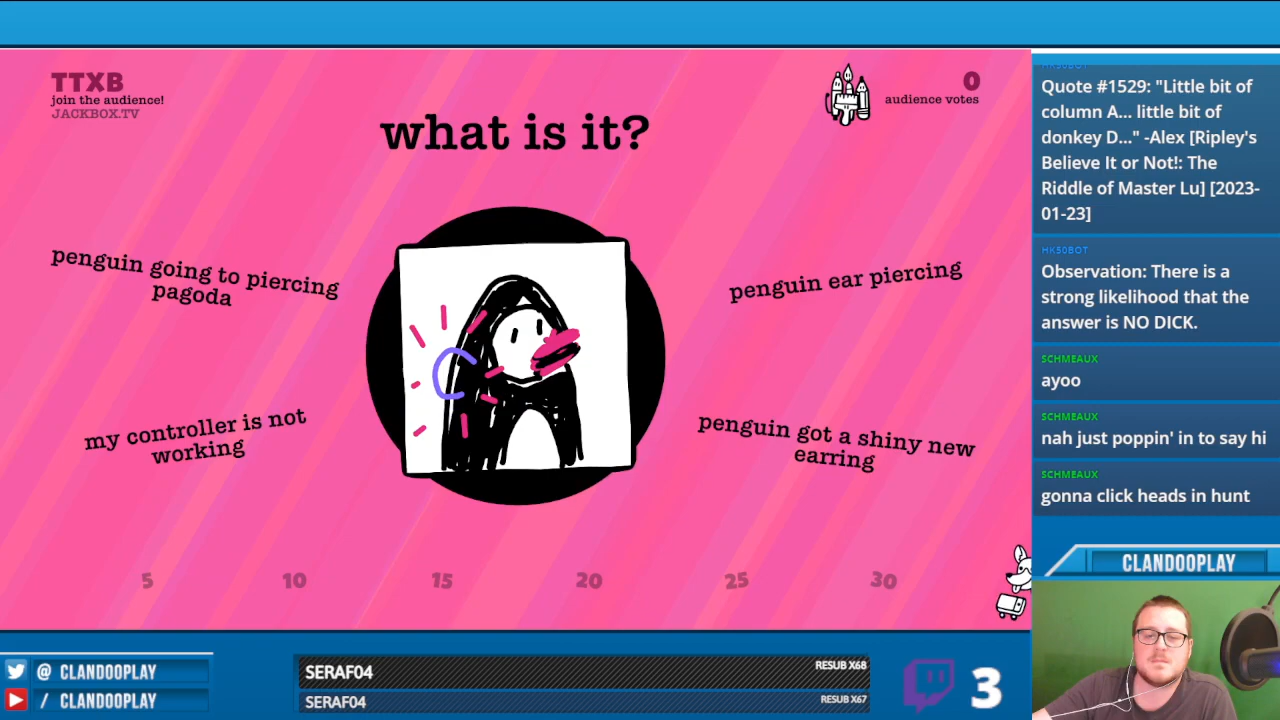 TTXB
join the audience!
JACKBOX.TV
0
audience votes
what is it?
penguin going to piercing
pagoda
penguin ear piercing
my controller is not
working
penguin got a shiny new
earring
5 10 15 20 25 30
HK50BOT
Quote #1529: "Little bit of
column A... little bit of
donkey D..." -Alex [Ripley's
Believe It or Not!: The
Riddle of Master Lu] [2023-
01-23]
HK50BOT
Observation: There is a
strong likelihood that the
answer is NO DICK.
SCHMEAUX
ayoo
SCHMEAUX
nah just poppin' in to say hi
SCHMEAUX
gonna click heads in hunt
CLANDOOPLAY
@ CLANDOOPLAY
/ CLANDOOPLAY
SERAF04 RESUB X68
SERAF04 RESUB X67
3